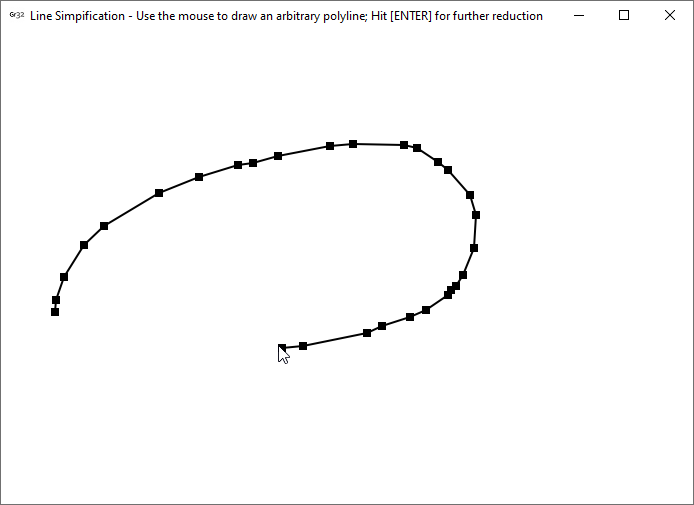 Gr32 Line Simpification - Use the mouse to draw an arbitrary polyline; Hit [ENTER] for further reduction